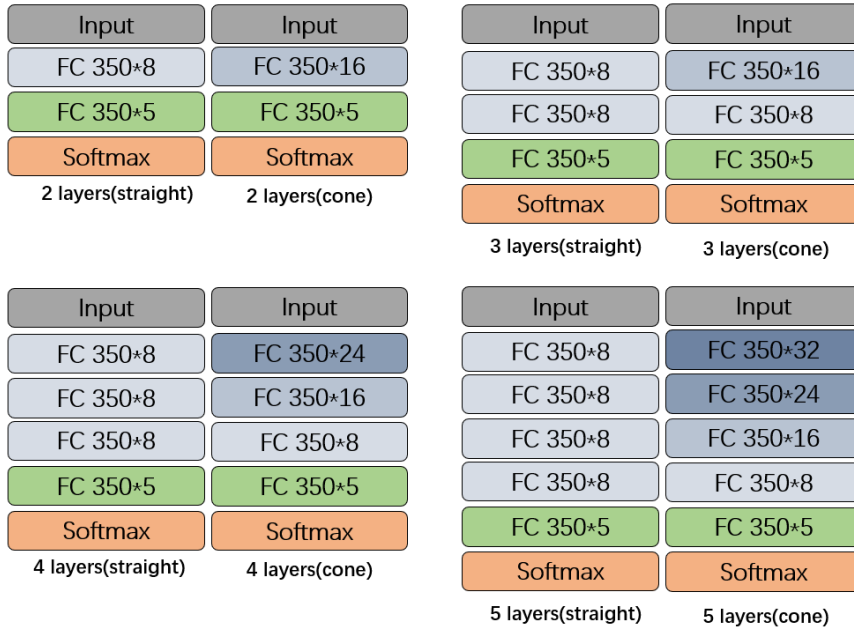 Input
FC 350*8
FC 350*5
Softmax
2 layers(straight)
Input
FC 350*16
FC 350*5
Softmax
2 layers(cone)
Input
FC 350*8
FC 350*8
FC 350*5
Softmax
3 layers(straight)
Input
FC 350*16
FC 350*8
FC 350*5
Softmax
3 layers(cone)
Input
FC 350*8
FC 350*8
FC 350*8
FC 350*5
Softmax
4 layers(straight)
Input
FC 350*24
FC 350*16
FC 350*8
FC 350*5
Softmax
4 layers(cone)
Input
FC 350*8
FC 350*8
FC 350*8
FC 350*8
FC 350*5
Softmax
5 layers(straight)
Input
FC 350*32
FC 350*24
FC 350*16
FC 350*8
FC 350*5
Softmax
5 layers(cone)